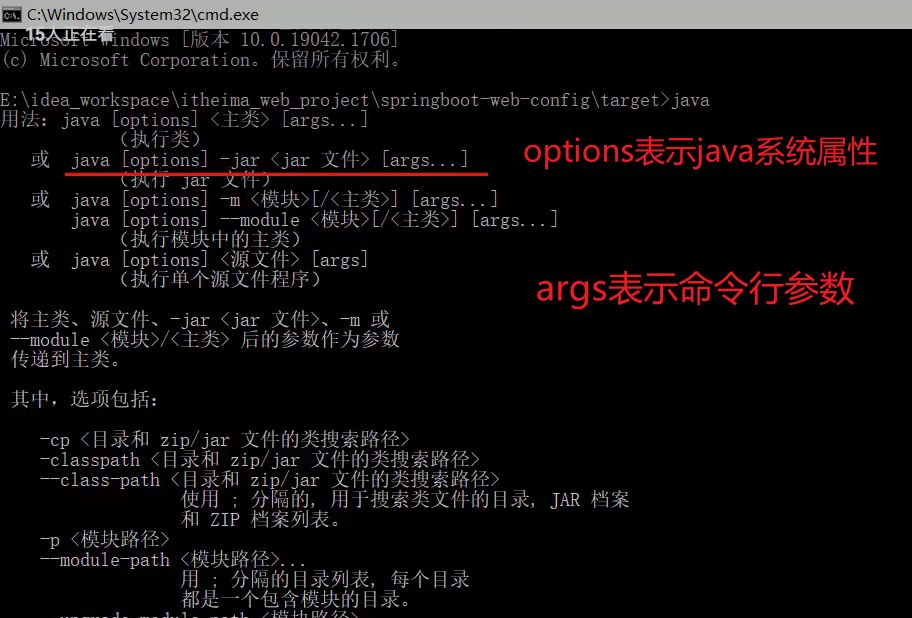 C:\Windows\System32\cmd.exe
15人正在看
Microsoft Windows [版本 10.0.19042.1706]
(c) Microsoft Corporation。保留所有权利。
E:\idea_workspace\itheima_web_project\springboot-web-config\target>java
用法: java [options] <主类> [args...]
(执行类)
或 java [options] -jar <jar 文件> [args...]
options表示java系统属性
(执行 jar 文件)
或 java [options] -m <模块>[/<主类>] [args...]
java [options] --module <模块>[/<主类>] [args...]
(执行模块中的主类)
或 java [options] <源文件> [args]
(执行单个源文件程序)
args表示命令行参数
将主类、源文件、-jar <jar 文件>、-m 或
--module <模块>/<主类> 后的参数作为参数
传递到主类。
其中，选项包括:
-cp <目录和 zip/jar 文件的类搜索路径>
-classpath <目录和 zip/jar 文件的类搜索路径>
--class-path <目录和 zip/jar 文件的类搜索路径>
使用 ; 分隔的, 用于搜索类文件的目录, JAR 档案
和 ZIP 档案列表。
-p <模块路径>
--module-path <模块路径>...
用 ; 分隔的目录列表, 每个目录
都是一个包含模块的目录。
--upgrade-module-path <模块路径>